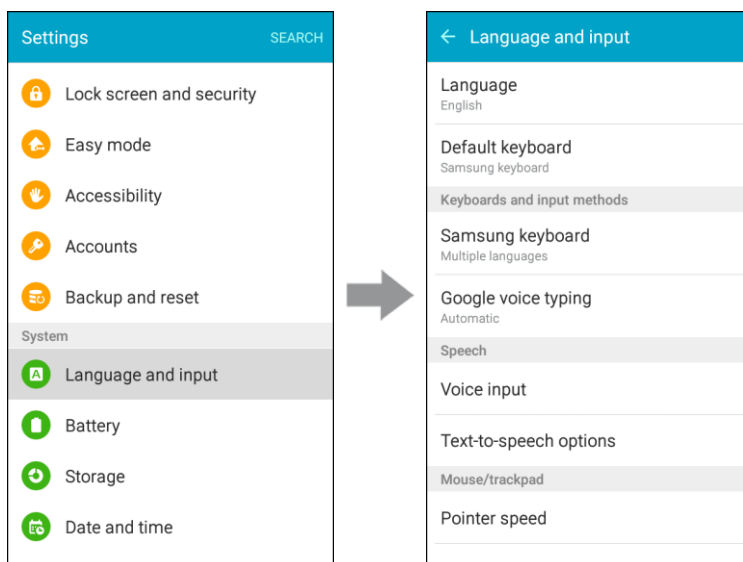 Settings SEARCH
Lock screen and security
Easy mode
Accessibility
Accounts
Backup and reset
System
A Language and input
Battery
Storage
Date and time
Language and input
Language
English
Default keyboard
Samsung keyboard
Keyboards and input methods
Samsung keyboard
Multiple languages
Google voice typing
Automatic
Speech
Voice input
Text-to-speech options
Mouse/trackpad
Pointer speed